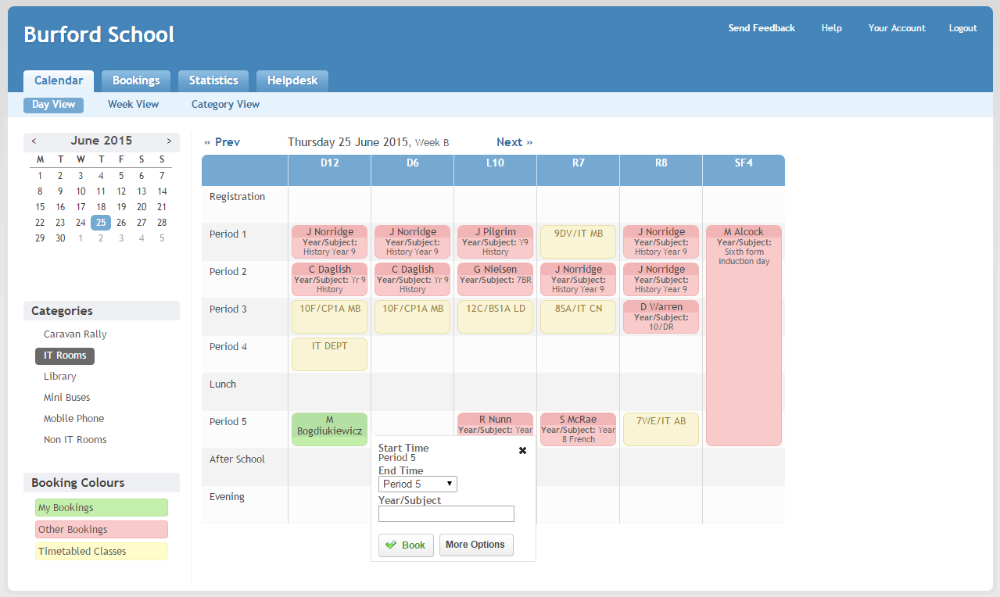 Burford School
Send Feedback Help Your Account Logout
Calendar Bookings Statistics Helpdesk
Day View Week View Category View
< June 2015 >
M T W T F S S
1 2 3 4 5 6 7
8 9 10 11 12 13 14
15 16 17 18 19 20 21
22 23 24 25 26 27 28
29 30 1 2 3 4 5
Categories
Caravan Rally
IT Rooms
Library
Mini Buses
Mobile Phone
Non IT Rooms
Booking Colours
My Bookings
Other Bookings
Timetabled Classes
« Prev Thursday 25 June 2015, Week B Next »
D12 D6 L10 R7 R8 SF4
Registration
Period 1
J Norridge
Year/Subject:
History Year 9
J Norridge
Year/Subject:
History Year 9
J Pilgrim
Year/Subject: Y9
History
9DV/IT MB
J Norridge
Year/Subject:
History Year 9
M Alcock
Year/Subject:
Sixth form
induction day
Period 2
C Daglish
Year/Subject: Yr 9
History
C Daglish
Year/Subject: Yr 9
History
G Nielsen
Year/Subject: 7BR
J Norridge
Year/Subject:
History Year 9
J Norridge
Year/Subject:
History Year 9
Period 3
10F/CP1A MB
10F/CP1A MB
12C/BS1A LD
8SA/IT CN
D Warren
Year/Subject:
10/DR
Period 4
IT DEPT
Lunch
Period 5
M
Bogdiukiewicz
R Nunn
Year/Subject: Year
S McRae
Year/Subject: Year
8 French
7WE/IT AB
After School
Evening
Start Time
Period 5
End Time
Period 5
Year/Subject
Book More Options